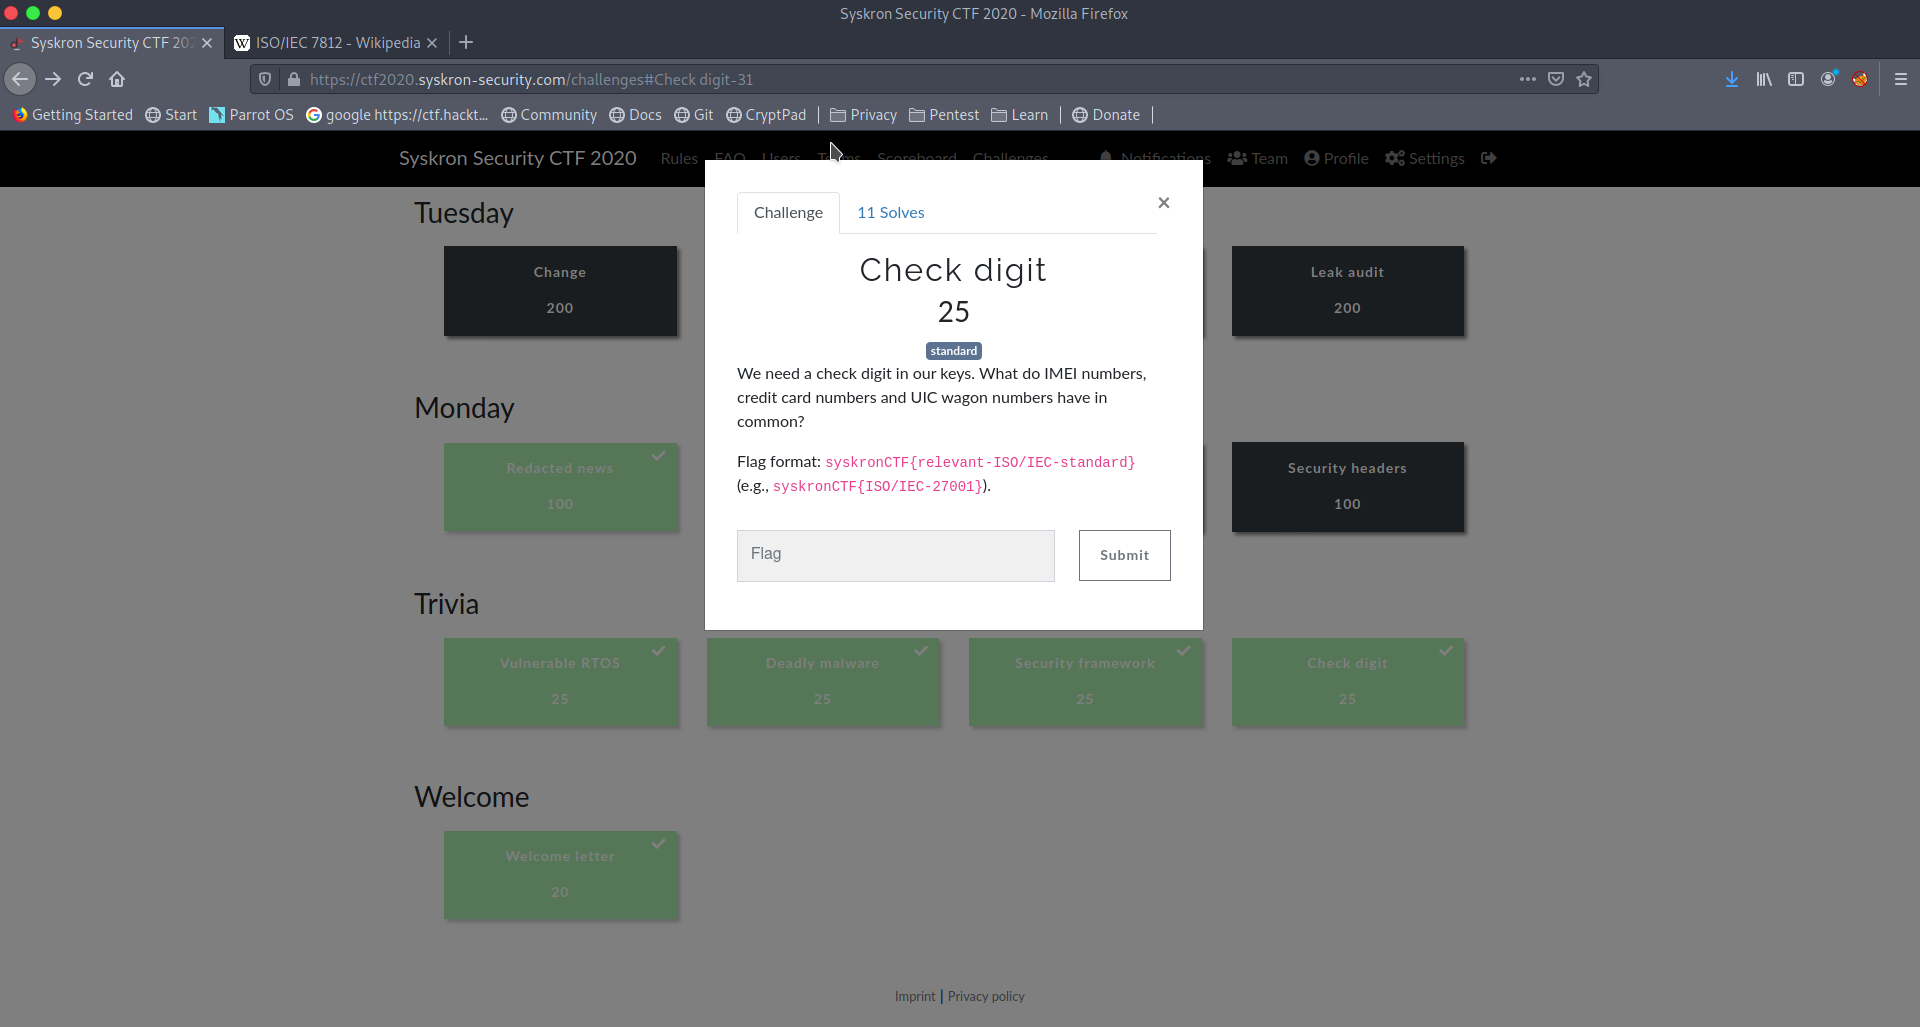 Syskron Security CTF 2020 - Mozilla Firefox
Syskron Security CTF 202
ISO/IEC 7812 - Wikipedia
https://ctf2020.syskron-security.com/challenges#Check digit-31
Getting Started Start Parrot OS google https://ctf.hackt... Community Docs Git CryptPad Privacy Pentest Learn Donate
Syskron Security CTF 2020 Rules FAQ Users Teams Scoreboard Challenges Notifications Team Profile Settings
Challenge 11 Solves ×
Check digit
25
standard
We need a check digit in our keys. What do IMEI numbers,
credit card numbers and UIC wagon numbers have in
common?
Flag format: syskronCTF{relevant-ISO/IEC-standard}
(e.g., syskronCTF{ISO/IEC-27001}).
Flag Submit
Tuesday
Change Leak audit
200 200
Monday
Redacted news Security headers
100 100
Trivia
Vulnerable RTOS Deadly malware Security framework Check digit
25 25 25 25
Welcome
Welcome letter
20
Imprint | Privacy policy